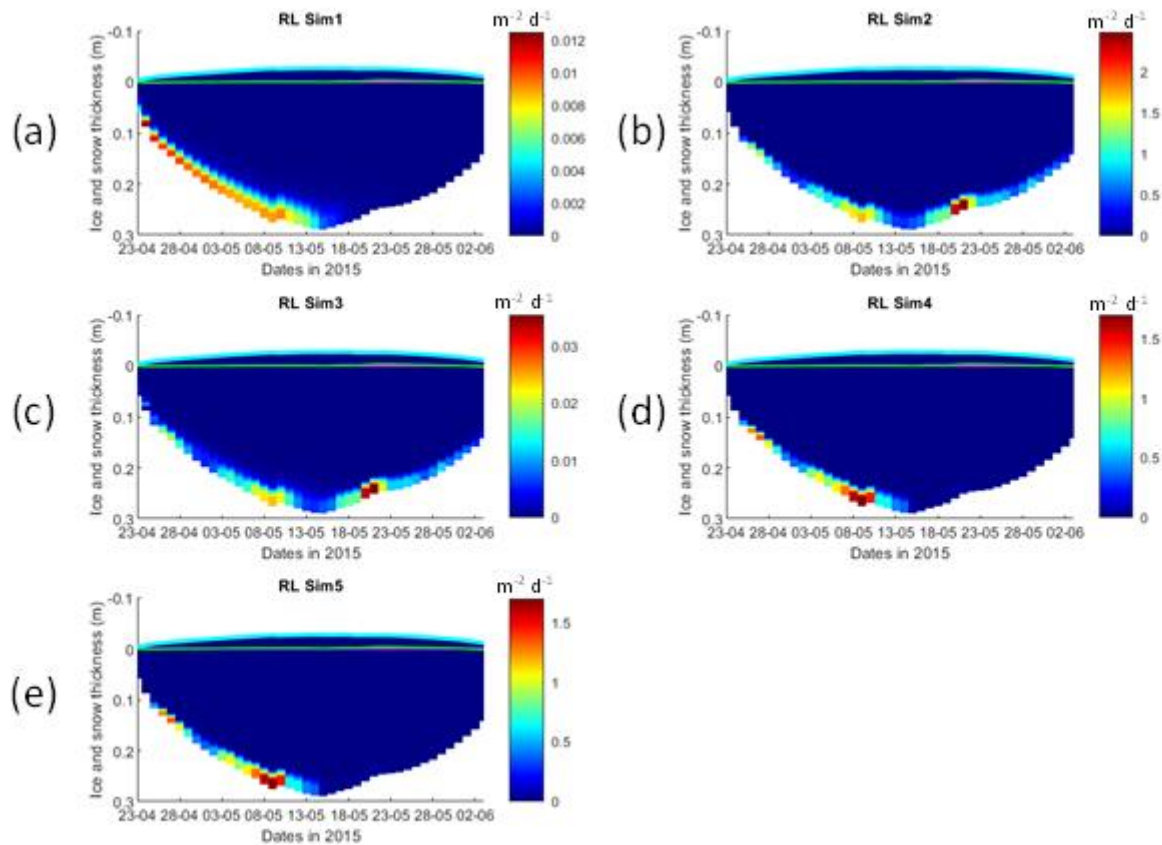 RL Sim1
m⁻² d⁻¹
(a)
Ice and snow thickness (m)
-0.1
0
0.1
0.2
0.3
23-04 28-04 03-05 08-05 13-05 18-05 23-05 28-05 02-06
Dates in 2015
0.012
0.01
0.008
0.006
0.004
0.002
0
RL Sim2
m⁻² d⁻¹
(b)
Ice and snow thickness (m)
-0.1
0
0.1
0.2
0.3
23-04 28-04 03-05 08-05 13-05 18-05 23-05 28-05 02-06
Dates in 2015
2
1.5
1
0.5
0
RL Sim3
m⁻² d⁻¹
(c)
Ice and snow thickness (m)
-0.1
0
0.1
0.2
0.3
23-04 28-04 03-05 08-05 13-05 18-05 23-05 28-05 02-06
Dates in 2015
0.03
0.02
0.01
0
RL Sim4
m⁻² d⁻¹
(d)
Ice and snow thickness (m)
-0.1
0
0.1
0.2
0.3
23-04 28-04 03-05 08-05 13-05 18-05 23-05 28-05 02-06
Dates in 2015
1.5
1
0.5
0
RL Sim5
m⁻² d⁻¹
(e)
Ice and snow thickness (m)
-0.1
0
0.1
0.2
0.3
23-04 28-04 03-05 08-05 13-05 18-05 23-05 28-05 02-06
Dates in 2015
1.5
1
0.5
0